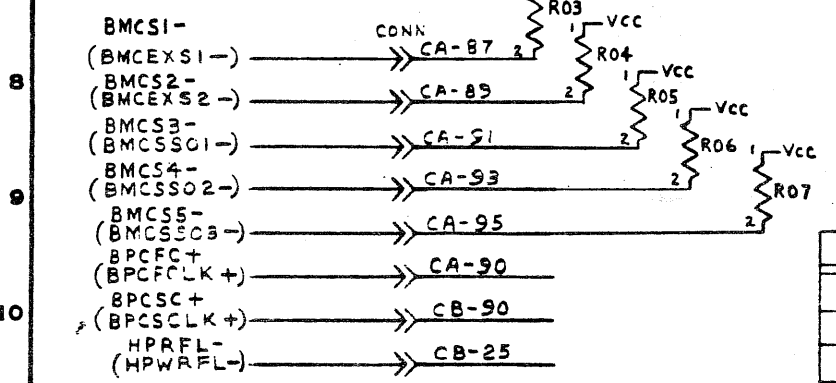 R03
BMCS1-
CONN
1 VCC
(BMCEXS1-) CA-87 2
R04
8
BMCS2-
1 VCC
(BMCEXS2-) CA-89 2
R05
BMCS3-
1 VCC
(BMCSSO1-) CA-91 2
R06
BMCS4-
1 VCC
(BMCSSO2-) CA-93 2
R07
9
BMCS5-
(BMCSSO3-) CA-95 2
BPCFC+
(BPCFCLK+) CA-90
BPCSC+
10
(BPCSCLK+) CB-90
HPRFL-
(HPWRFL-) CB-25